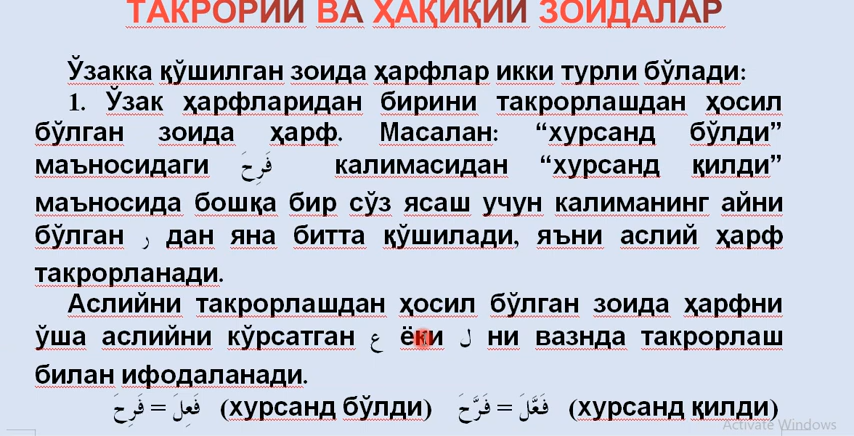 ТАКРОРИЙ ВА ҲАҚИҚИЙ ЗОИДАЛАР
Ўзакка қўшилган зоида ҳарфлар икки турли бўлади:
1. Ўзак ҳарфларидан бирини такрорлашдан ҳосил
бўлган зоида ҳарф. Масалан: “хурсанд бўлди”
маъносидаги فَرِحَ калимасидан “хурсанд қилди”
маъносида бошқа бир сўз ясаш учун калиманинг айни
бўлган ر дан яна битта қўшилади, яъни аслий ҳарф
такрорланади.
Аслийни такрорлашдан ҳосил бўлган зоида ҳарфни
ўша аслийни кўрсатган ع ёки ل ни вазнда такрорлаш
билан ифодаланади.
فَرِحَ = فَعِلَ (хурсанд бўлди) فَرَّحَ = فَعَّلَ (хурсанд қилди)
Activate Windows